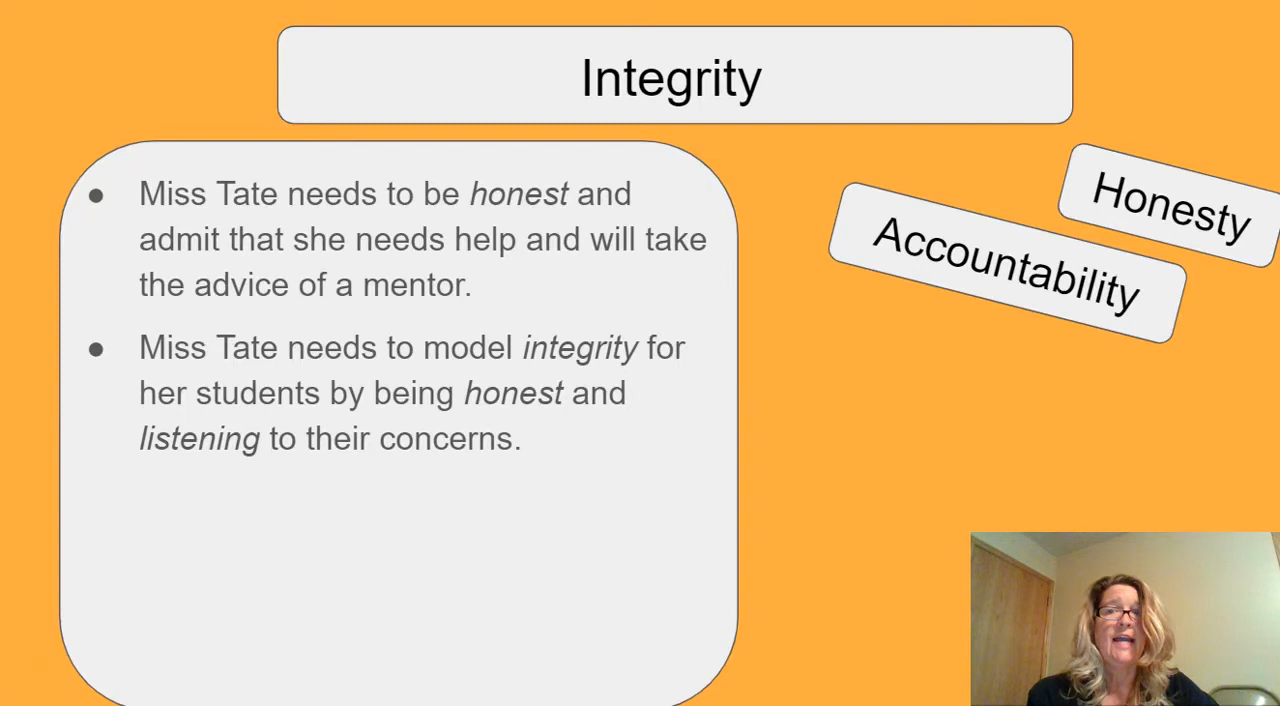 Integrity
● Miss Tate needs to be honest and
admit that she needs help and will take
the advice of a mentor.
● Miss Tate needs to model integrity for
her students by being honest and
listening to their concerns.
Honesty
Accountability